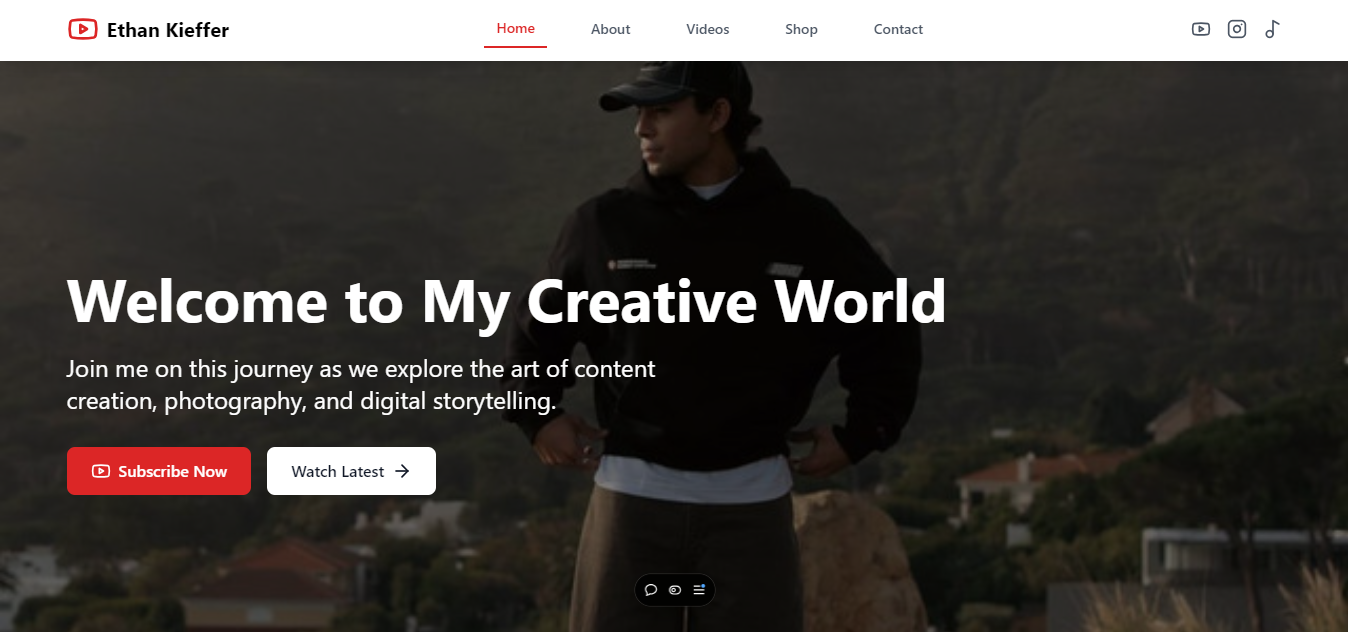 Ethan Kieffer
Home
About
Videos
Shop
Contact
Welcome to My Creative World
Join me on this journey as we explore the art of content
creation, photography, and digital storytelling.
Subscribe Now
Watch Latest